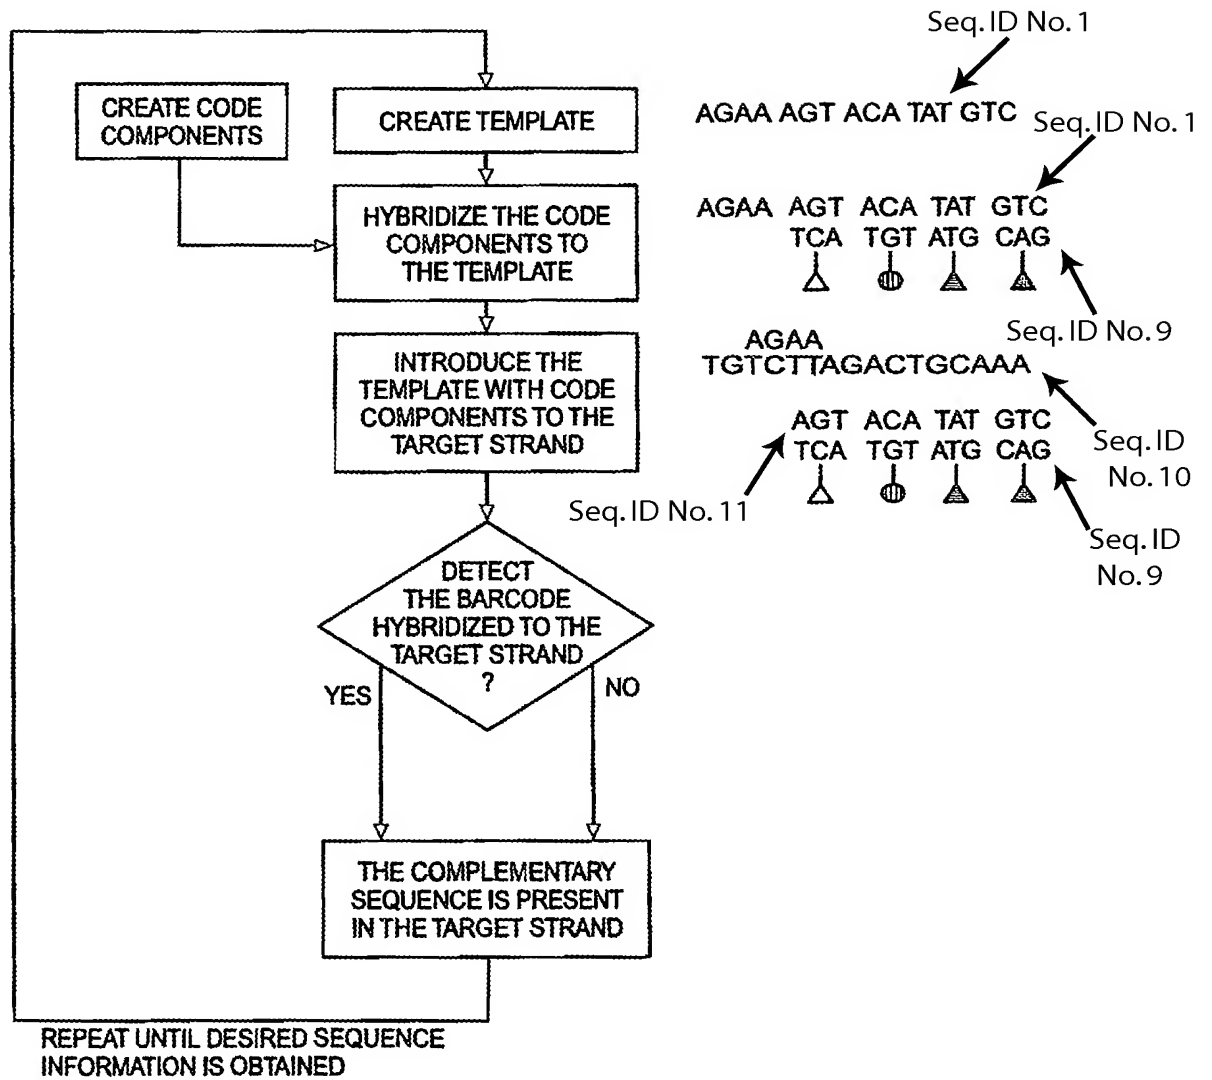 Seq. ID No. 1
CREATE CODE
COMPONENTS
CREATE TEMPLATE
AGAA AGT ACA TAT GTC
Seq. ID No. 1
HYBRIDIZE THE CODE
COMPONENTS TO
THE TEMPLATE
AGAA AGT ACA TAT GTC
TCA TGT ATG CAG
Seq. ID No. 9
INTRODUCE THE
TEMPLATE WITH CODE
COMPONENTS TO THE
TARGET STRAND
AGAA
TGTCTTAGACTGCAAA
AGT ACA TAT GTC
TCA TGT ATG CAG
Seq. ID
No. 10
Seq. ID No. 11
Seq. ID
No. 9
DETECT
THE BARCODE
HYBRIDIZED TO THE
TARGET STRAND
?
YES
NO
THE COMPLEMENTARY
SEQUENCE IS PRESENT
IN THE TARGET STRAND
REPEAT UNTIL DESIRED SEQUENCE
INFORMATION IS OBTAINED